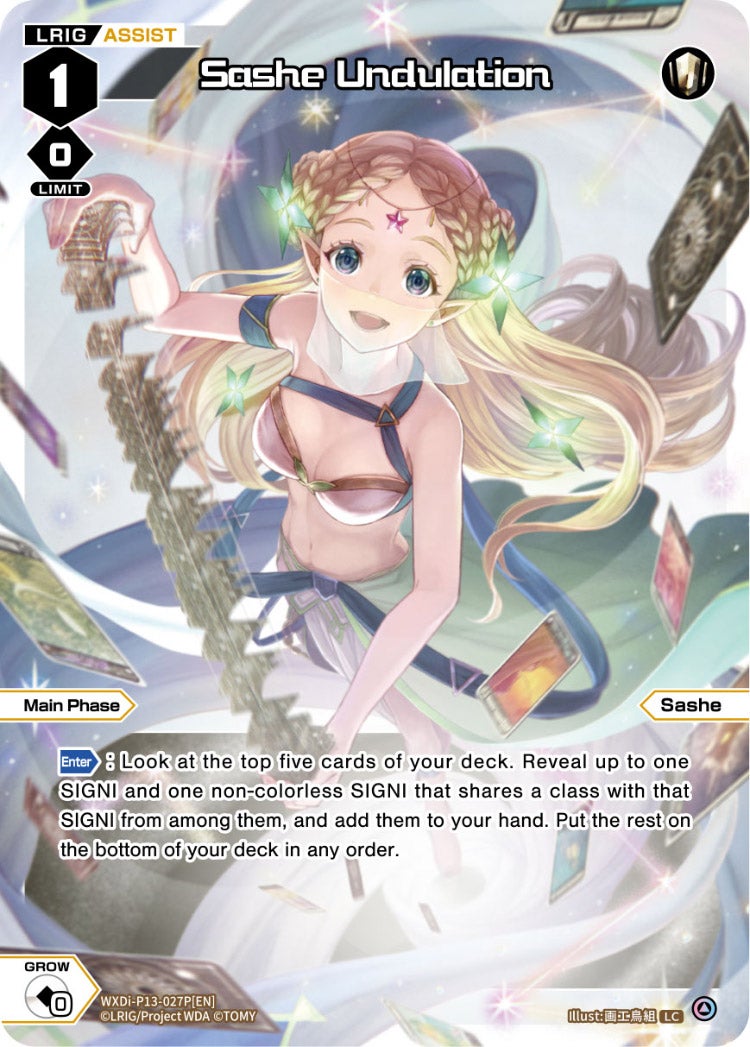 LRIG ASSIST
1
Sashe Undulation
0
LIMIT
Main Phase
Sashe
Enter : Look at the top five cards of your deck. Reveal up to one
SIGNI and one non-colorless SIGNI that shares a class with that
SIGNI from among them, and add them to your hand. Put the rest on
the bottom of your deck in any order.
GROW
0
WXDi-P13-027P[EN]
©LRIG/Project WDA ©TOMY
Illust:画工鳥組 LC